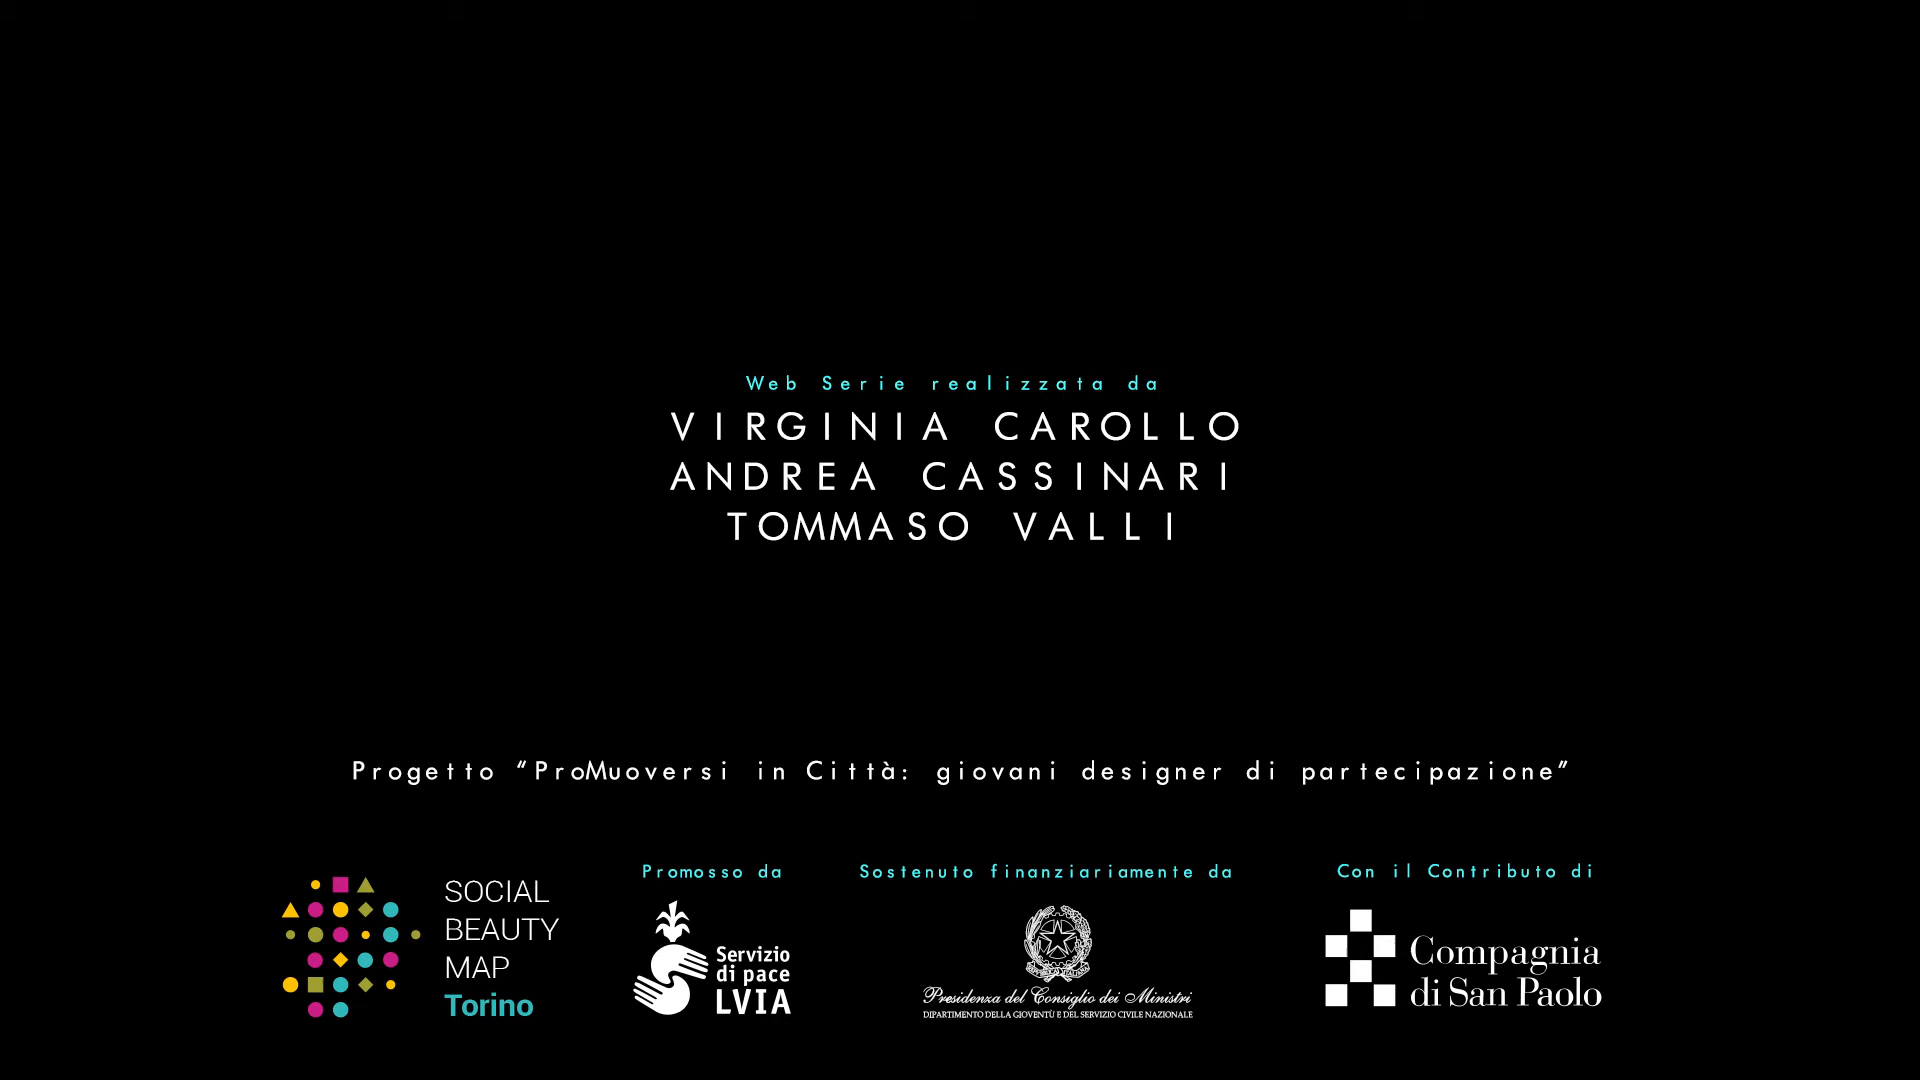 Web Serie realizzata da
VIRGINIA CAROLLO
ANDREA CASSINARI
TOMMASO VALLI
Progetto “ProMuoversi in Città: giovani designer di partecipazione”
SOCIAL
BEAUTY
MAP
Torino
Promosso da
Servizio
di pace
LVIA
Sostenuto finanziariamente da
REPVBBLICA ITALIANA
Presidenza del Consiglio dei Ministri
DIPARTIMENTO DELLA GIOVENTÙ E DEL SERVIZIO CIVILE NAZIONALE
Con il Contributo di
Compagnia
di San Paolo